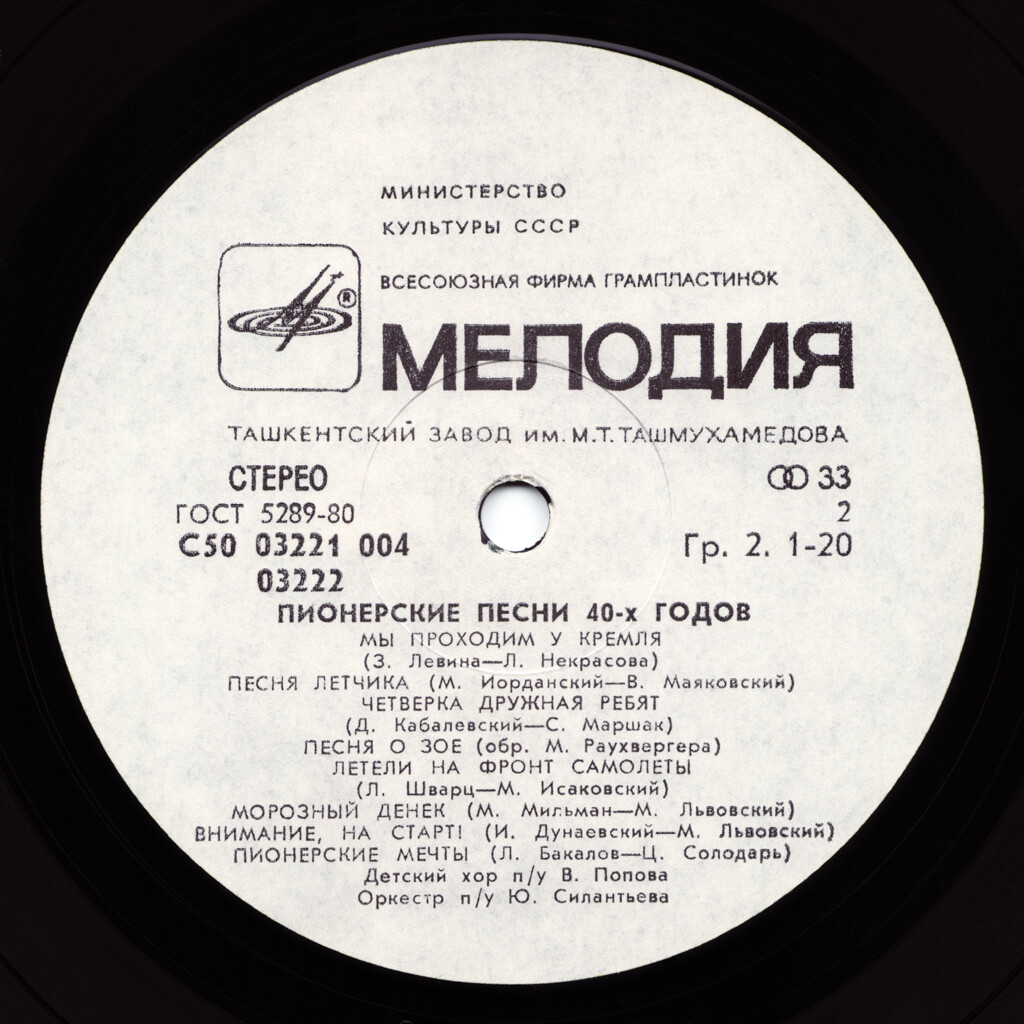 МИНИСТЕРСТВО
КУЛЬТУРЫ СССР
ВСЕСОЮЗНАЯ ФИРМА ГРАМПЛАСТИНОК
®
МЕЛОДИЯ
ТАШКЕНТСКИЙ ЗАВОД ИМ. М.Т. ТАШМУХАМЕДОВА
СТЕРЕО 33
ГОСТ 5289-80 2
С50 03221 004 Гр. 2. 1-20
03222
ПИОНЕРСКИЕ ПЕСНИ 40-х ГОДОВ
МЫ ПРОХОДИМ У КРЕМЛЯ
(З. Левина—Л. Некрасова)
ПЕСНЯ ЛЕТЧИКА (М. Иорданский—В. Маяковский)
ЧЕТВЕРКА ДРУЖНАЯ РЕБЯТ
(Д. Кабалевский—С. Маршак)
ПЕСНЯ О ЗОЕ (обр. М. Раухвергера)
ЛЕТЕЛИ НА ФРОНТ САМОЛЕТЫ
(Л. Шварц—М. Исаковский)
МОРОЗНЫЙ ДЕНЕК (М. Мильман—М. Львовский)
ВНИМАНИЕ, НА СТАРТ! (И. Дунаевский—М. Львовский)
ПИОНЕРСКИЕ МЕЧТЫ (Л. Бакалов—Ц. Солодарь)
Детский хор п/у В. Попова
Оркестр п/у Ю. Силантьева